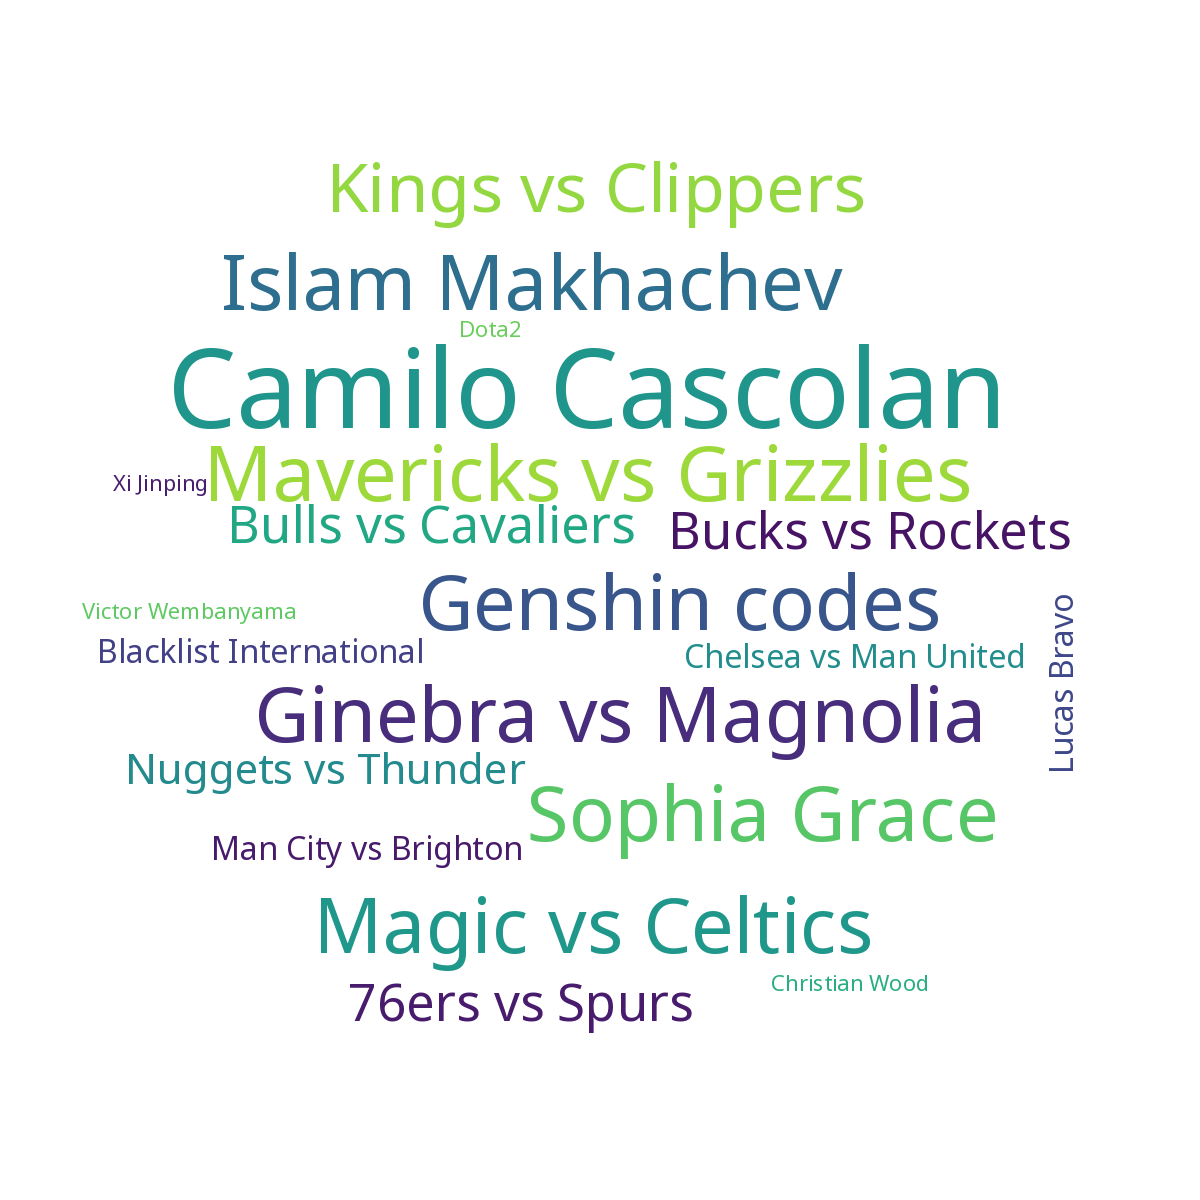 Kings vs Clippers
Islam Makhachev
Dota2
Camilo Cascolan
Mavericks vs Grizzlies
Xi Jinping
Bulls vs Cavaliers
Bucks vs Rockets
Genshin codes
Victor Wembanyama
Blacklist International
Chelsea vs Man United
Lucas Bravo
Ginebra vs Magnolia
Nuggets vs Thunder
Sophia Grace
Man City vs Brighton
Magic vs Celtics
Christian Wood
76ers vs Spurs